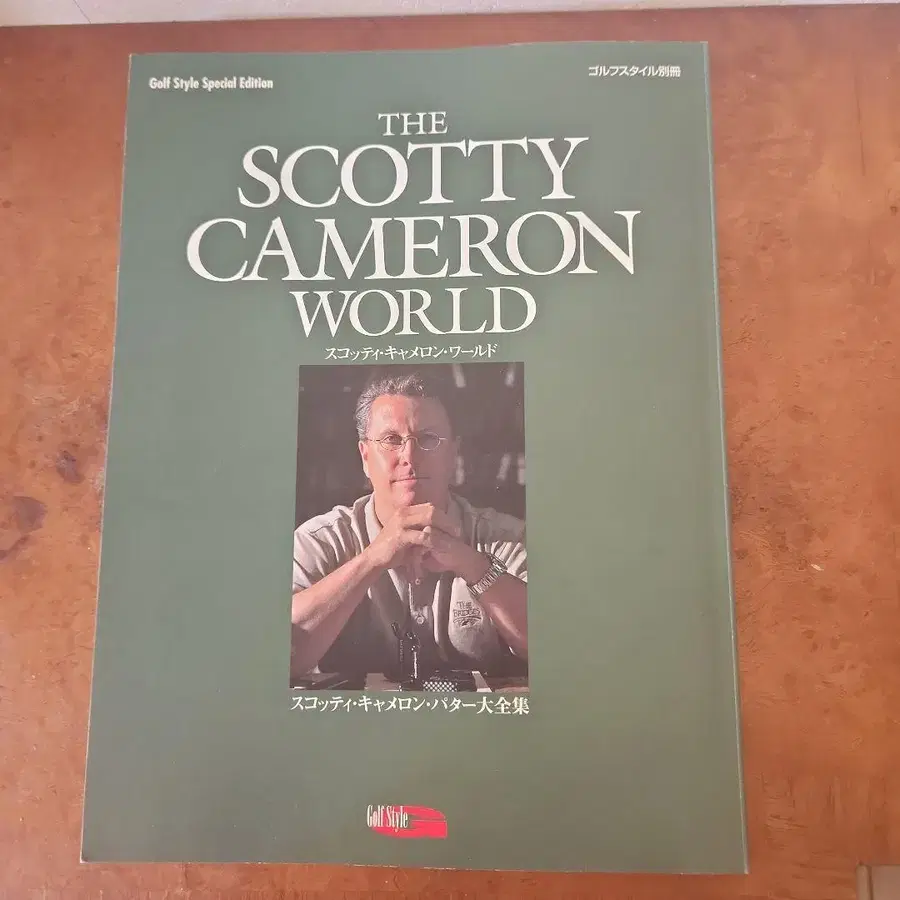 Golf Style Special Edition
ゴルフスタイル別冊
THE
SCOTTY
CAMERON
WORLD
スコッティ・キャメロン・ワールド
THE
BRIDGES
スコッティ・キャメロン・パター大全集
Golf Style